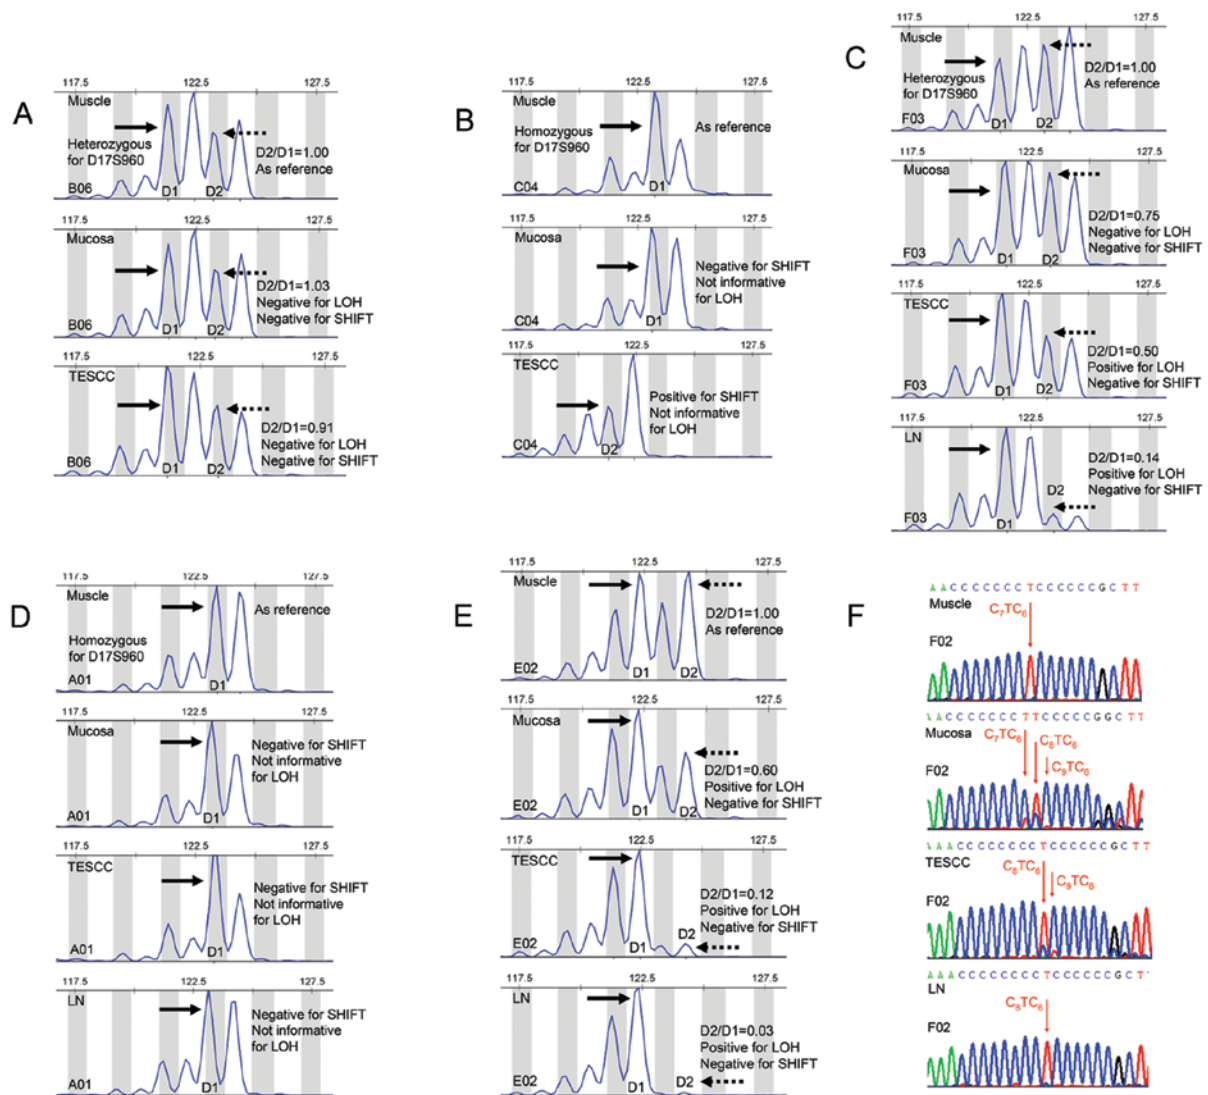 A
117.5 122.5 127.5
Muscle
Heterozygous
for D17S960
D2/D1=1.00
As reference
B06
D1
D2
117.5 122.5 127.5
Mucosa
D2/D1=1.03
Negative for LOH
Negative for SHIFT
B06
D1
D2
117.5 122.5 127.5
TESCC
D2/D1=0.91
Negative for LOH
Negative for SHIFT
B06
D1
D2
B
117.5 122.5 127.5
Muscle
Homozygous
for D17S960
As reference
C04
D1
117.5 122.5 127.5
Mucosa
Negative for SHIFT
Not informative
for LOH
C04
D1
117.5 122.5 127.5
TESCC
Positive for SHIFT
Not informative
for LOH
C04
D2
C
117.5 122.5 127.5
Muscle
Heterozygous
for D17S960
D2/D1=1.00
As reference
F03
D1
D2
117.5 122.5 127.5
Mucosa
D2/D1=0.75
Negative for LOH
Negative for SHIFT
F03
D1
D2
117.5 122.5 127.5
TESCC
D2/D1=0.50
Positive for LOH
Negative for SHIFT
F03
D1
D2
117.5 122.5 127.5
LN
D2/D1=0.14
Positive for LOH
Negative for SHIFT
D2
F03
D1
D
117.5 122.5 127.5
Muscle
As reference
Homozygous
for D17S960
A01
D1
117.5 122.5 127.5
Mucosa
Negative for SHIFT
Not informative
for LOH
A01
D1
117.5 122.5 127.5
TESCC
Negative for SHIFT
Not informative
for LOH
A01
D1
117.5 122.5 127.5
LN
Negative for SHIFT
Not informative
for LOH
A01
D1
E
117.5 122.5 127.5
Muscle
D2/D1=1.00
As reference
E02
D1
D2
117.5 122.5 127.5
Mucosa
D2/D1=0.60
Positive for LOH
Negative for SHIFT
E02
D1
D2
117.5 122.5 127.5
TESCC
D2/D1=0.12
Positive for LOH
Negative for SHIFT
D2
E02
D1
117.5 122.5 127.5
LN
D2/D1=0.03
Positive for LOH
Negative for SHIFT
E02
D1
D2
F
A A C C C C C C C T C C C C C C G C T T
Muscle
C₇TC₆
F02
A A C C C C C C C T T C C C C C G G C T T
Mucosa
C₇TC₆
C₈TC₆
C₉TC₆
F02
A A A C C C C C C C C T C C C C C C G C T T
TESCC
C₈TC₆
C₉TC₆
F02
A A A C C C C C C C C T C C C C C C G C T
LN
C₈TC₆
F02